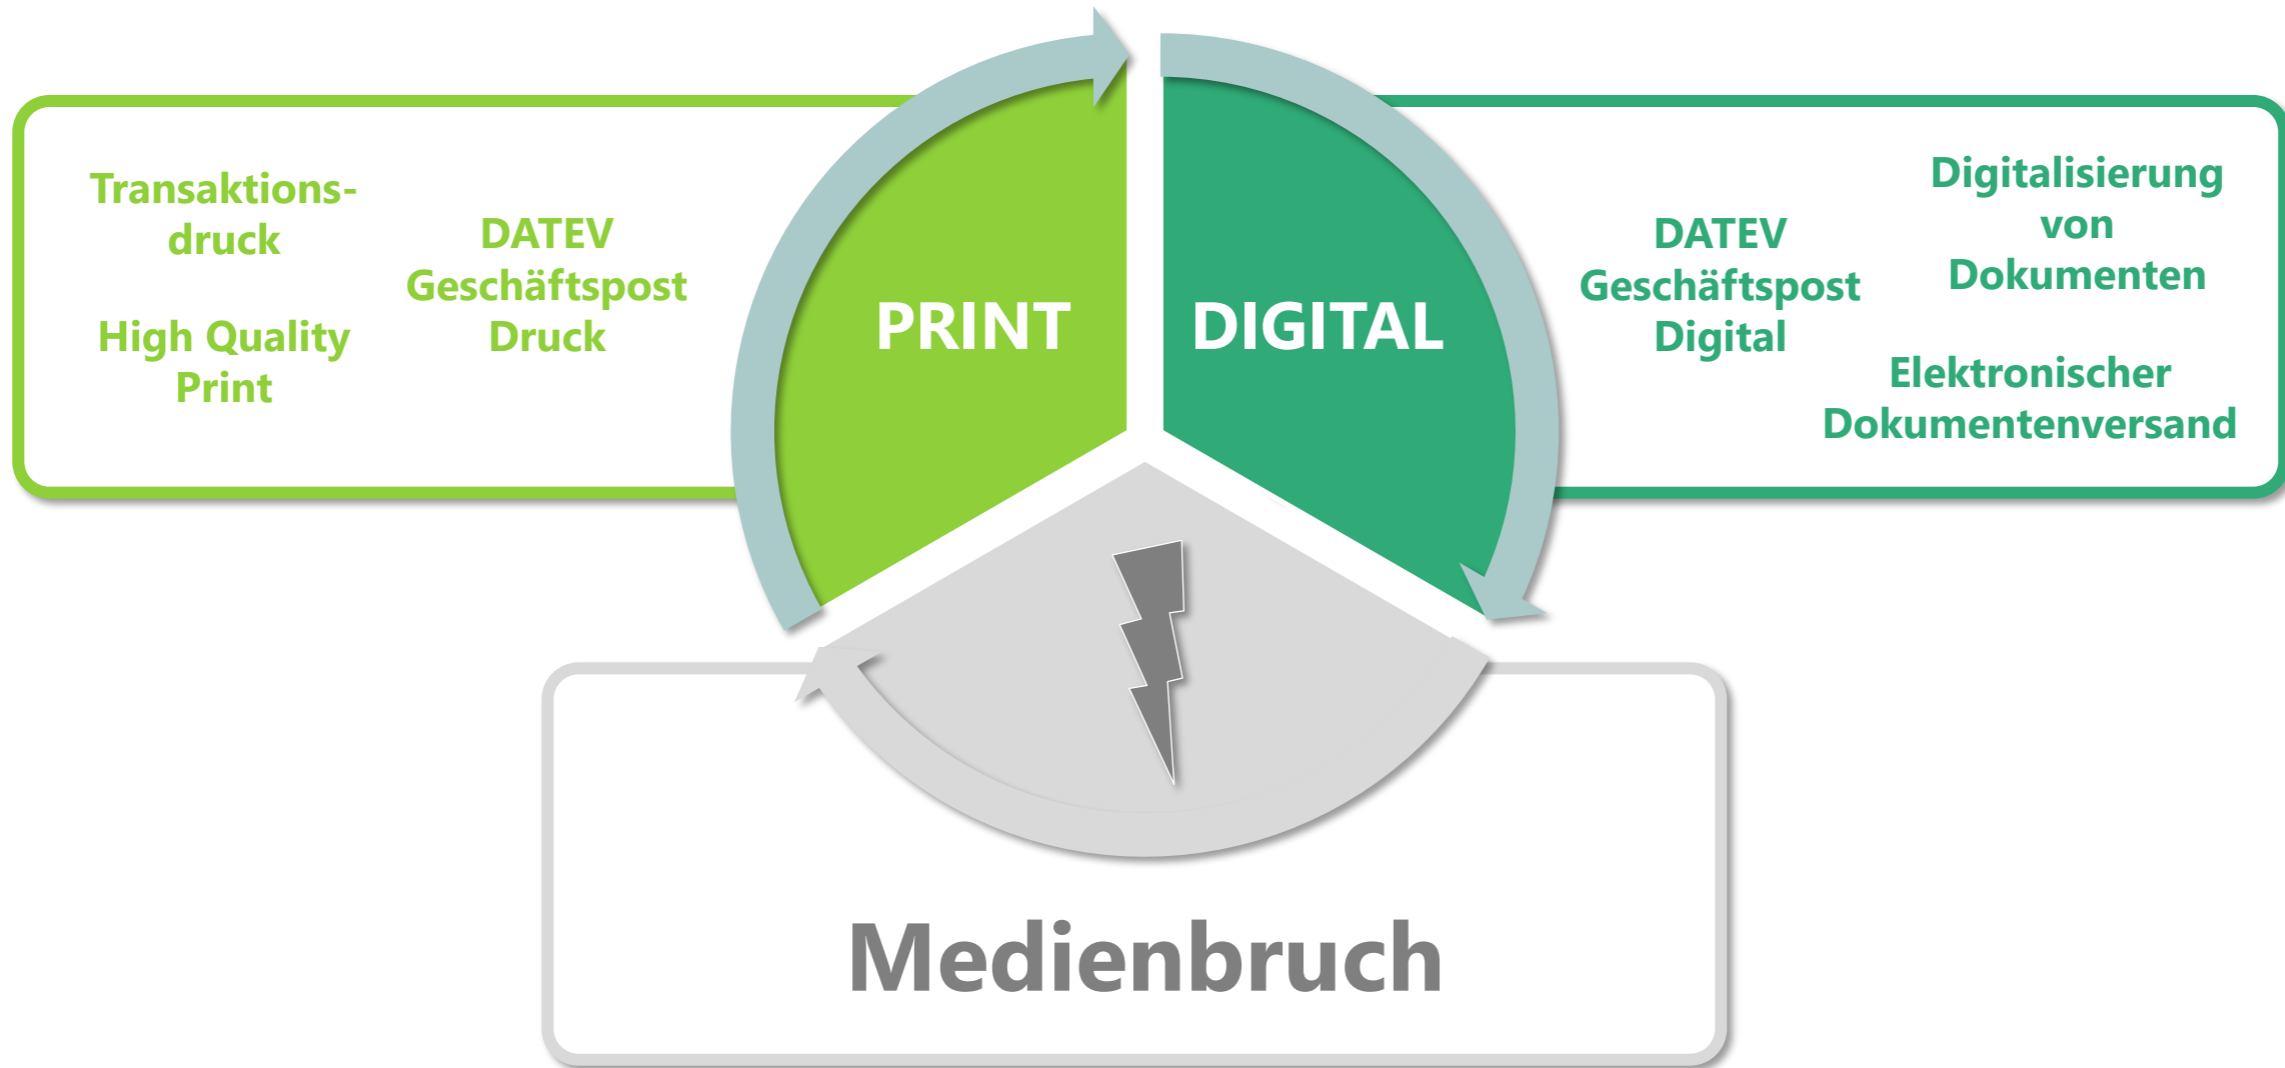 Transaktions-
druck
High Quality
Print
DATEV
Geschäftspost
Druck
PRINT
DIGITAL
DATEV
Geschäftspost
Digital
Digitalisierung
von
Dokumenten
Elektronischer
Dokumentenversand
Medienbruch